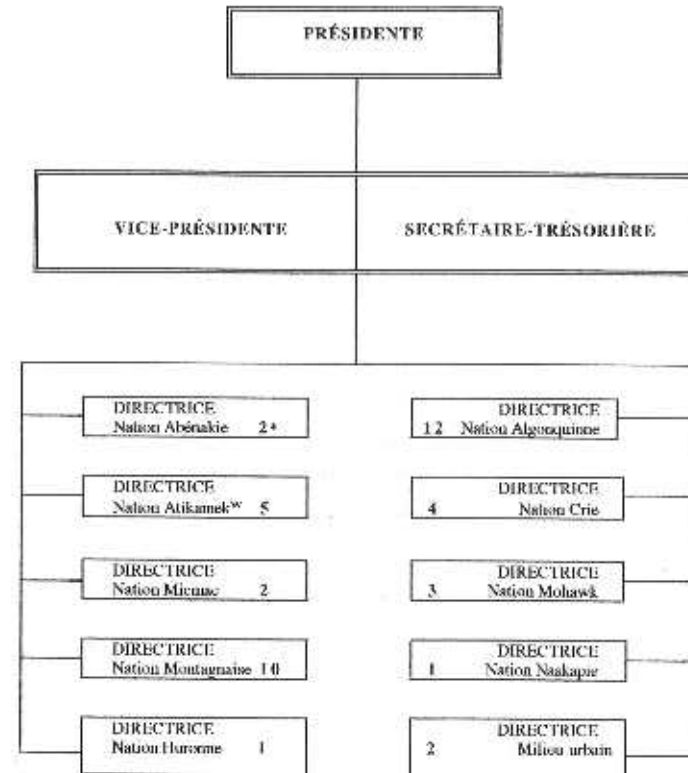 PRÉSIDENTE
VICE-PRÉSIDENTE
SECRÉTAIRE-TRÉSORIÈRE
DIRECTRICE
Nation Abénakie 2*
DIRECTRICE
12 Nation Algonquinne
DIRECTRICE
Nation Atikamekw 5
DIRECTRICE
4 Nation Crie
DIRECTRICE
Nation Micmac 2
DIRECTRICE
3 Nation Mohawk
DIRECTRICE
Nation Montagnaise 10
DIRECTRICE
1 Nation Naskapie
DIRECTRICE
Nation Huronne 1
DIRECTRICE
2 Milieu urbain